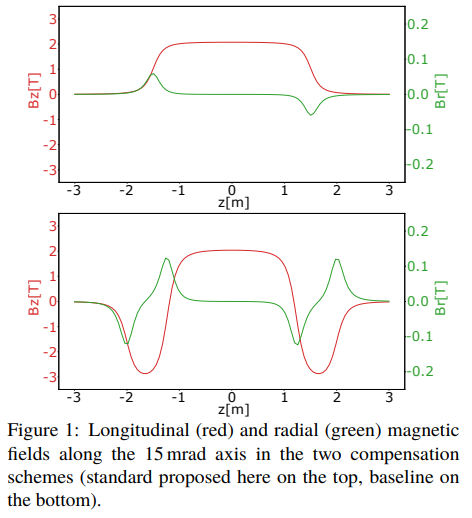 3
2
1
0
-1
-2
-3
Bz[T]
0.2
0.1
0.0
-0.1
-0.2
Br[T]
-3 -2 -1 0 1 2 3
z[m]
3
2
1
0
-1
-2
-3
Bz[T]
0.2
0.1
0.0
-0.1
-0.2
Br[T]
-3 -2 -1 0 1 2 3
z[m]
Figure 1: Longitudinal (red) and radial (green) magnetic
fields along the 15 mrad axis in the two compensation
schemes (standard proposed here on the top, baseline on
the bottom).